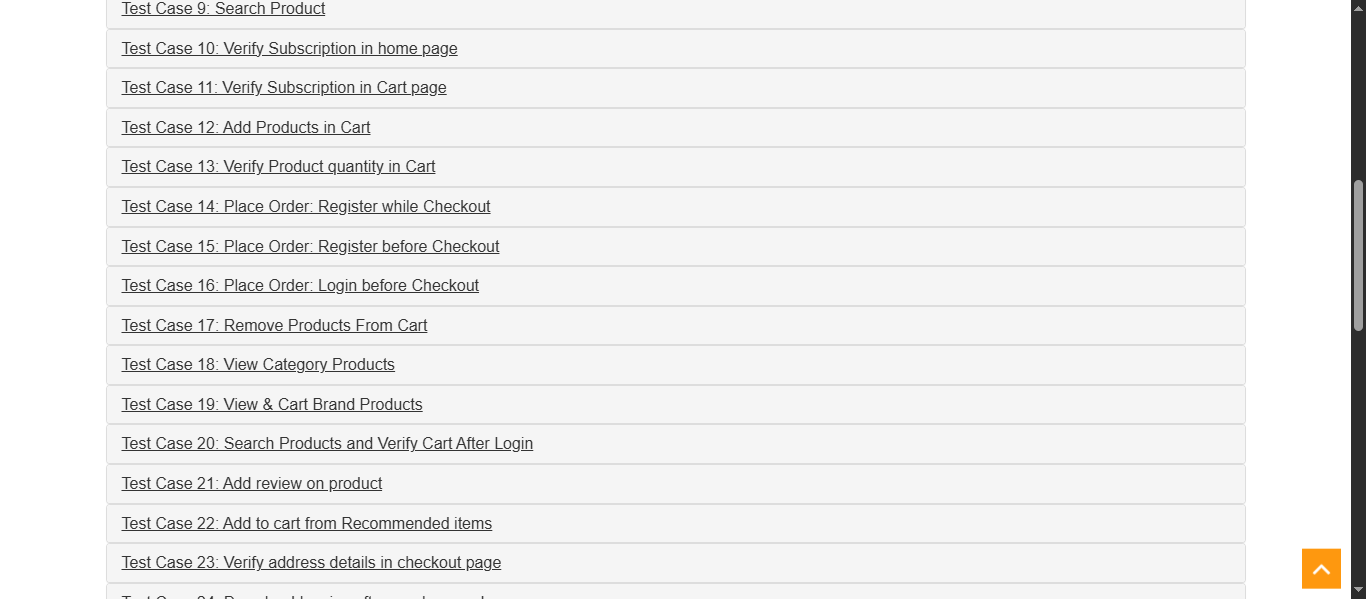 Test Case 9: Search Product
Test Case 10: Verify Subscription in home page
Test Case 11: Verify Subscription in Cart page
Test Case 12: Add Products in Cart
Test Case 13: Verify Product quantity in Cart
Test Case 14: Place Order: Register while Checkout
Test Case 15: Place Order: Register before Checkout
Test Case 16: Place Order: Login before Checkout
Test Case 17: Remove Products From Cart
Test Case 18: View Category Products
Test Case 19: View & Cart Brand Products
Test Case 20: Search Products and Verify Cart After Login
Test Case 21: Add review on product
Test Case 22: Add to cart from Recommended items
Test Case 23: Verify address details in checkout page
Test Case 24: